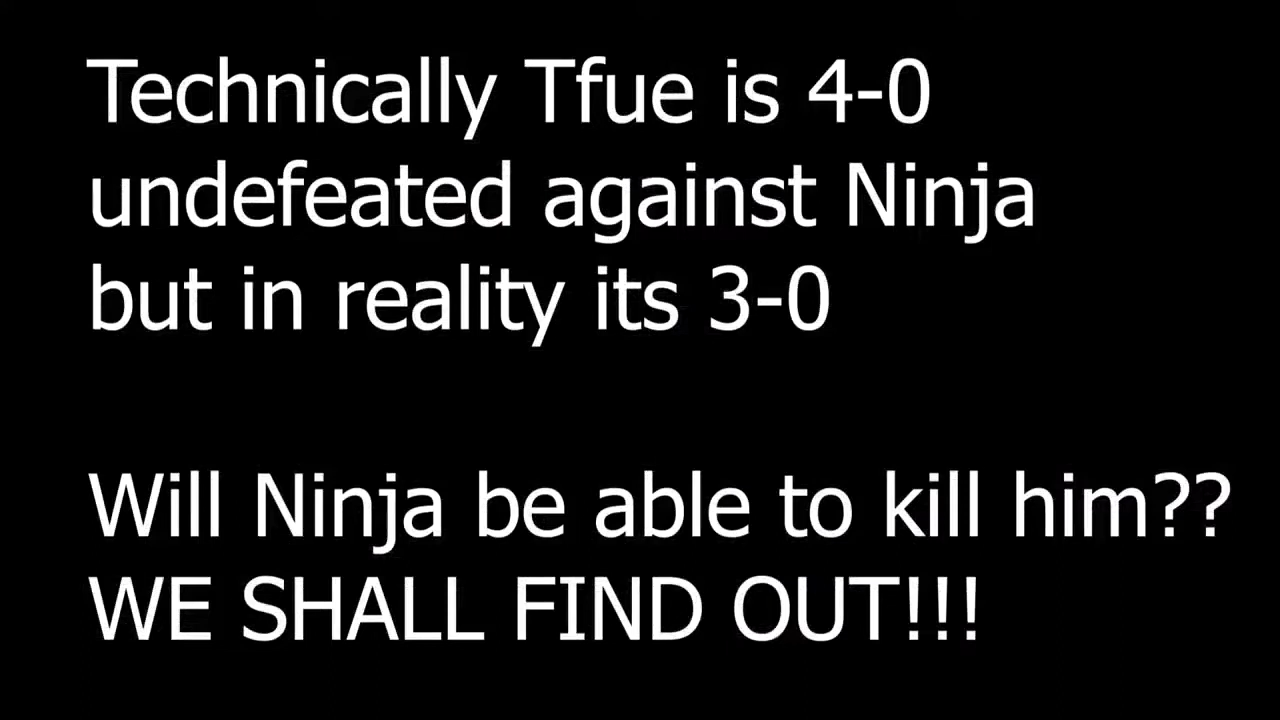 Technically Tfue is 4-0
undefeated against Ninja
but in reality its 3-0
Will Ninja be able to kill him??
WE SHALL FIND OUT!!!